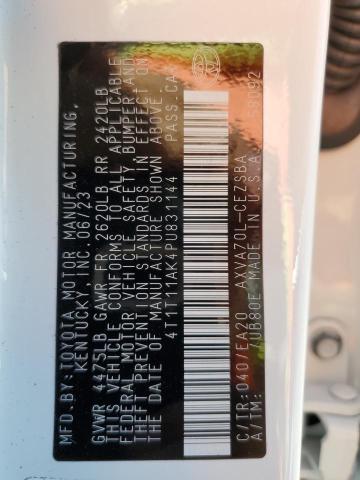 MFD.BY:TOYOTA MOTOR MANUFACTURING,
KENTUCKY, INC. 06/23
GVWR 4475LB GAWR FR 2620LB RR 2420LB
THIS VEHICLE CONFORMS TO ALL APPLICABLE
FEDERAL MOTOR VEHICLE SAFETY, BUMPER AND
THEFT PREVENTION STANDARDS IN EFFECT ON
THE DATE OF MANUFACTURE SHOWN ABOVE.
4T1T11AK4PU831144 PASS.CAR
C/TR:040/EA20 AXVA70L-CEZSBA
A/TM: /UB80E MADE IN U.S.A.